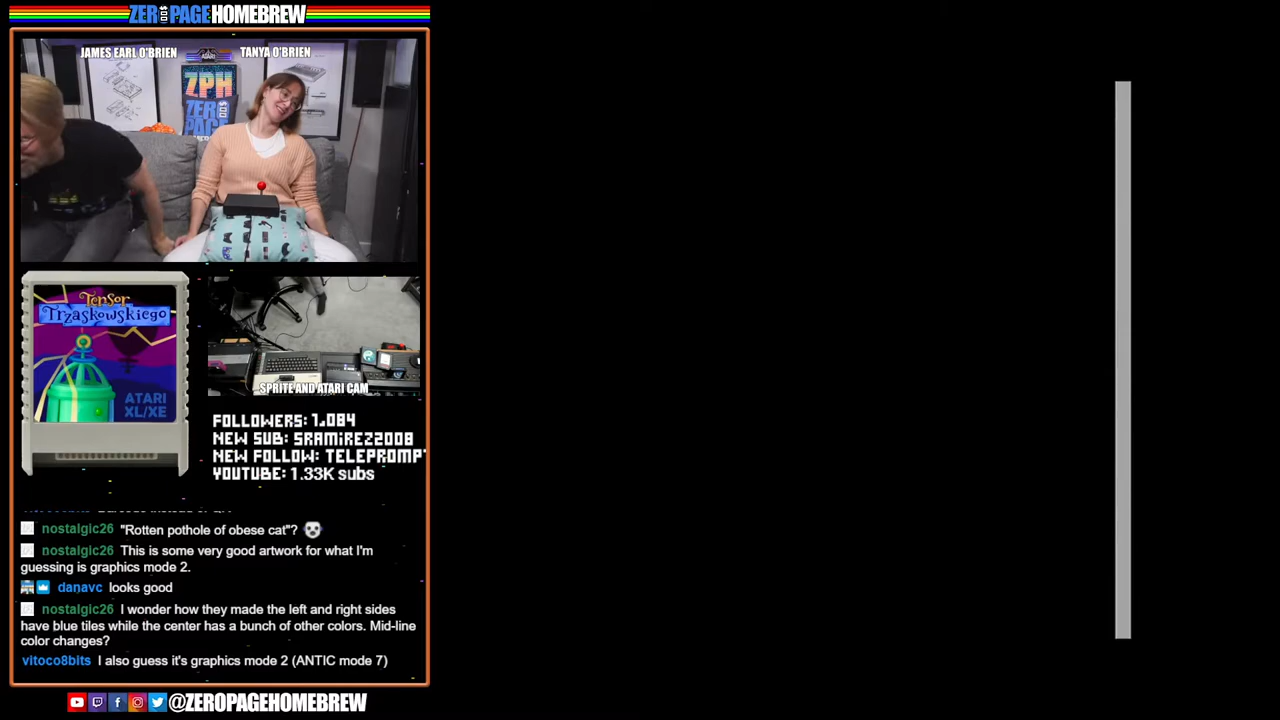 ZEROPAGE HOMEBREW
JAMES EARL O'BRIEN
TANYA O'BRIEN
ATARI
ZPH
ZERO
PAGE
Tensor
Trzaskowskiego
ATARI
XL/XE
SPRITE AND ATARI CAM
FOLLOWERS: 1,084
NEW SUB: SRAMIREZ2008
NEW FOLLOW: TELEPROMPT
YOUTUBE: 1.33K subs
nostalgic26 "Rotten pothole of obese cat"?
nostalgic26 This is some very good artwork for what I'm
guessing is graphics mode 2.
danavc looks good
nostalgic26 I wonder how they made the left and right sides
have blue tiles while the center has a bunch of other colors. Mid-line
color changes?
vitoco8bits I also guess it's graphics mode 2 (ANTIC mode 7)
@ZEROPAGEHOMEBREW